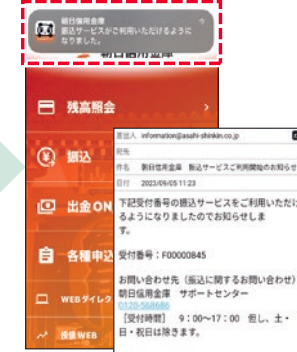 朝日信用金庫
振込サービスがご利用いただけるように
なりました。
朝日信用金庫
残高照会
振込
出金ON
各種申込
WEBダイレク
投信WEB
差出人 information@asahi-shinkin.co.jp
宛先
件名 朝日信用金庫 振込サービスご利用開始のお知らせ
日付 2023/09/05 11:23
下記受付番号の振込サービスをご利用いただけ
るようになりましたのでお知らせしま
す。
受付番号：F00000845
お問い合わせ先（振込に関するお問い合わせ）
朝日信用金庫 サポートセンター
0120-568686
［受付時間］ 9：00～17：00 但し、土・
日・祝日は除きます。